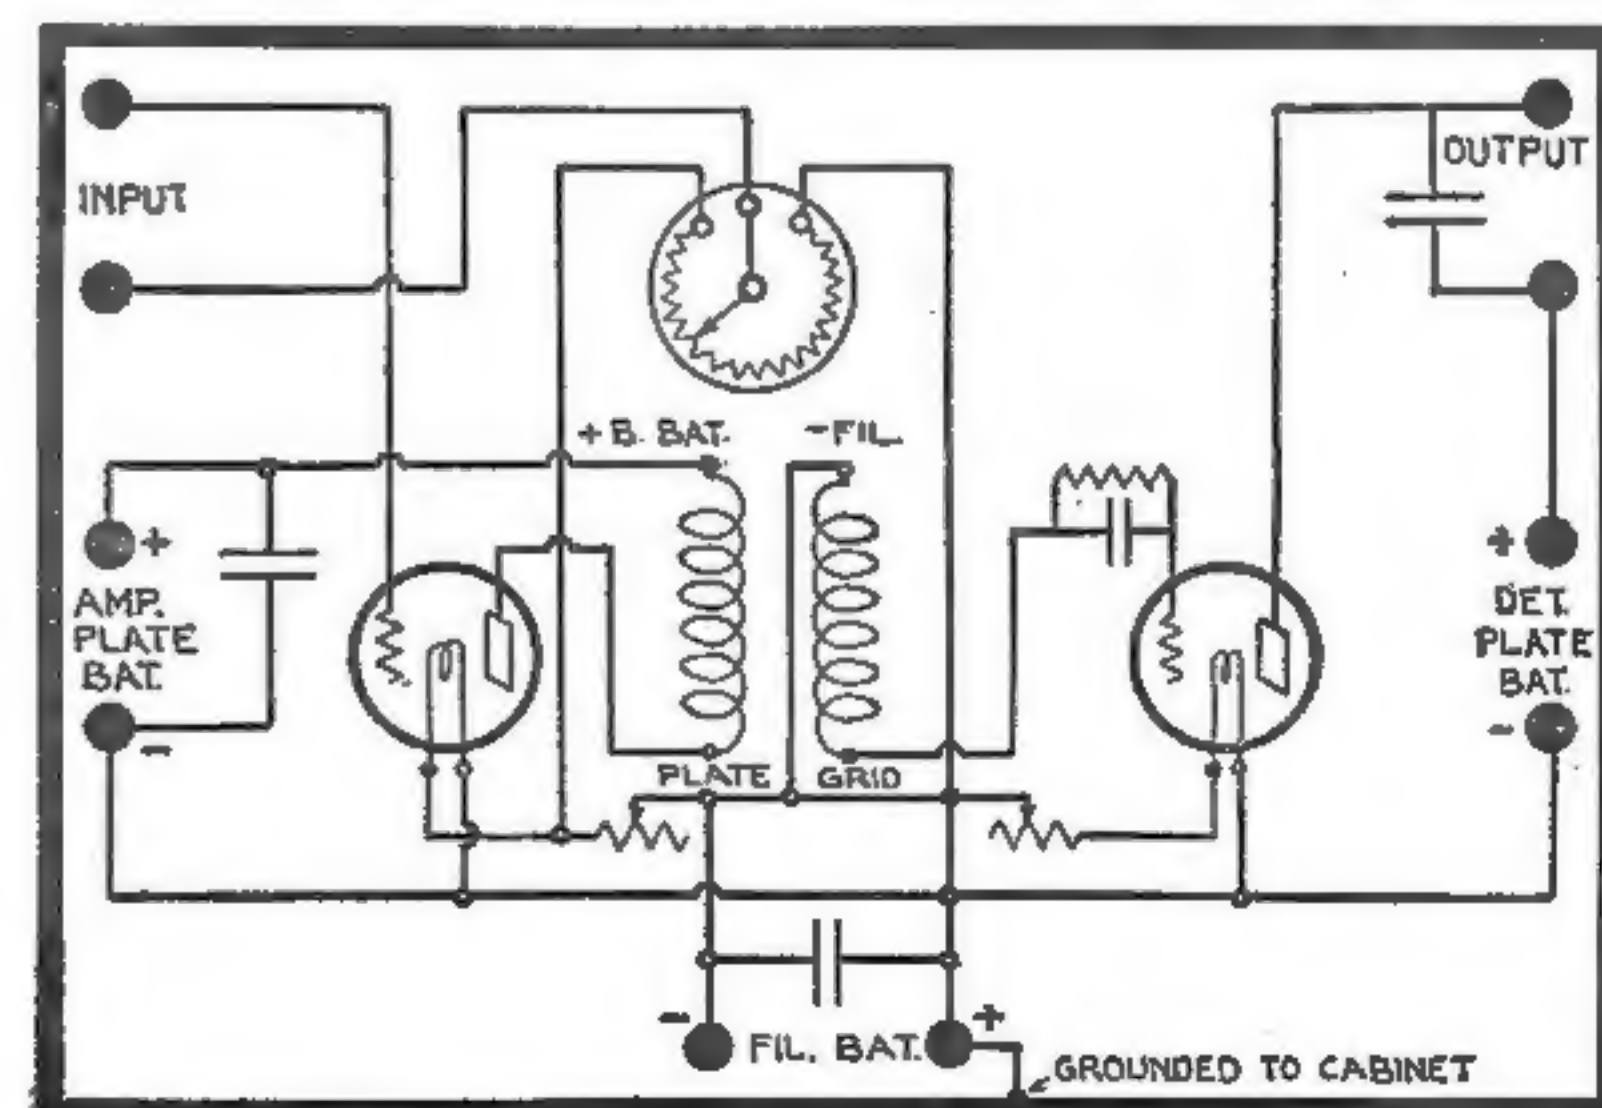 INPUT
OUTPUT
+ B. BAT.
- FIL.
+
AMP.
PLATE
BAT.
-
+
DET.
PLATE
BAT.
-
PLATE
GRID
- FIL. BAT. +
GROUNDED TO CABINET